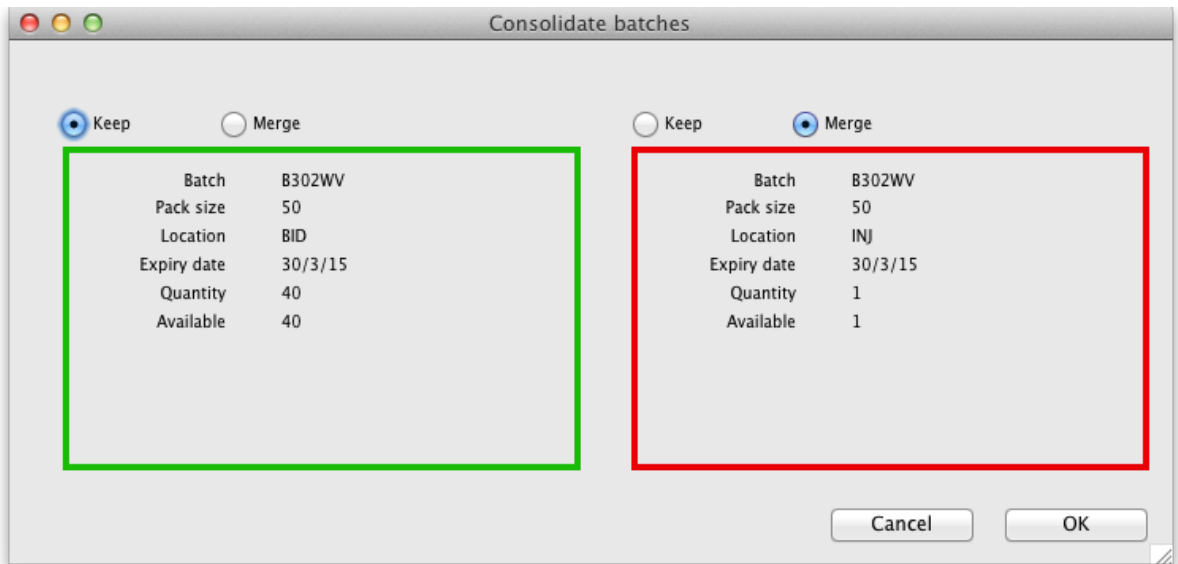 Consolidate batches
Keep Merge Keep Merge
Batch B302WV
Pack size 50
Location BID
Expiry date 30/3/15
Quantity 40
Available 40
Batch B302WV
Pack size 50
Location INJ
Expiry date 30/3/15
Quantity 1
Available 1
Cancel OK